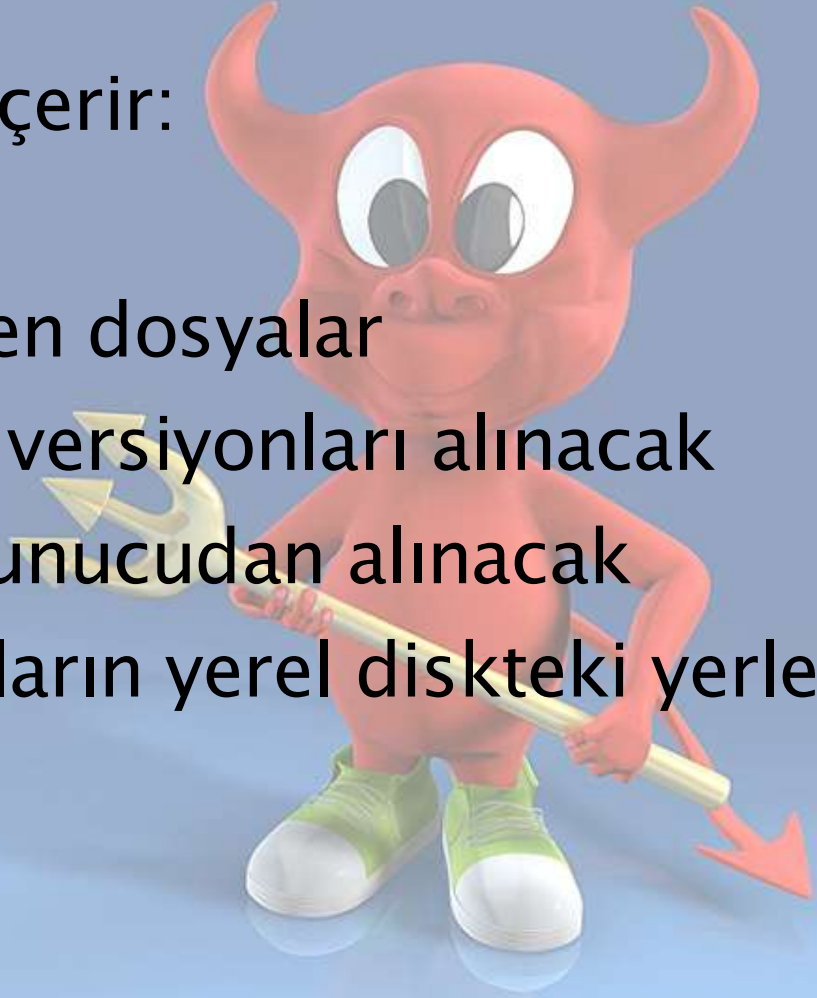 çerir:
en dosyalar
versiyonları alınacak
unucudan alınacak
ların yerel diskteki yerle